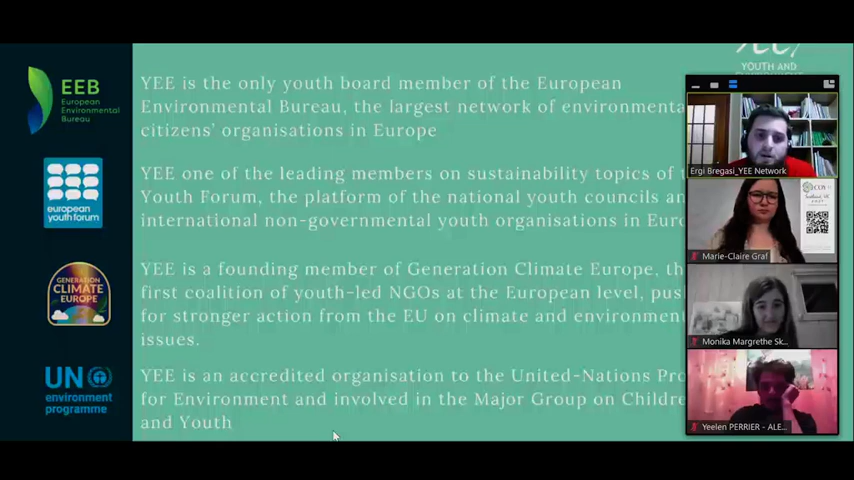 EEB
European
Environmental
Bureau
european
youth forum
GENERATION
CLIMATE
EUROPE
UN
environment
programme
YEE is the only youth board member of the European
Environmental Bureau, the largest network of environmenta
citizens' organisations in Europe
YEE one of the leading members on sustainability topics of t
Youth Forum, the platform of the national youth councils an
international non-governmental youth organisations in Euro
YEE is a founding member of Generation Climate Europe, th
first coalition of youth-led NGOs at the European level, push
for stronger action from the EU on climate and environment
issues.
YEE is an accredited organisation to the United-Nations Pro
for Environment and involved in the Major Group on Childre
and Youth
YOUTH AND
Ergi Bregasi_YEE Network
COY
Marie-Claire Graf
Monika Margrethe Sk...
Yeelen PERRIER - ALE...